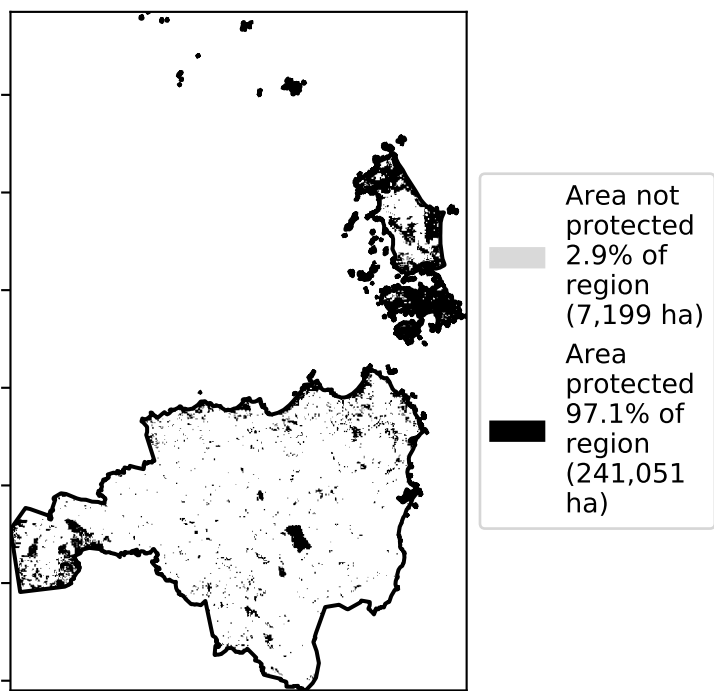 Area not
protected
2.9% of
region
(7,199 ha)
Area
protected
97.1% of
region
(241,051
ha)